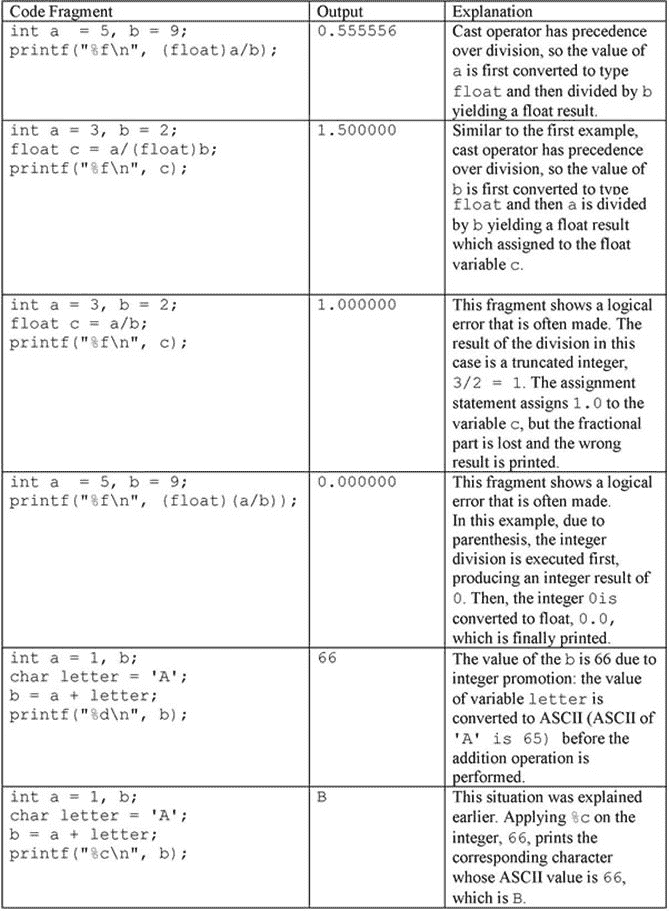 Code Fragment Output Explanation
int a  = 5, b = 9;
printf("%f\n", (float)a/b);
0.555556
Cast operator has precedence
over division, so the value of
a is first converted to type
float and then divided by b
yielding a float result.
int a = 3, b = 2;
float c = a/(float)b;
printf("%f\n", c);
1.500000
Similar to the first example,
cast operator has precedence
over division, so the value of
b is first converted to type
float and then a is divided
by b yielding a float result
which assigned to the float
variable c.
int a = 3, b = 2;
float c = a/b;
printf("%f\n", c);
1.000000
This fragment shows a logical
error that is often made. The
result of the division in this
case is a truncated integer,
3/2 = 1. The assignment
statement assigns 1.0 to the
variable c, but the fractional
part is lost and the wrong
result is printed.
int a  = 5, b = 9;
printf("%f\n", (float)(a/b));
0.000000
This fragment shows a logical
error that is often made.
In this example, due to
parenthesis, the integer
division is executed first,
producing an integer result of
0. Then, the integer 0is
converted to float, 0.0,
which is finally printed.
int a = 1, b;
char letter = 'A';
b = a + letter;
printf("%d\n", b);
66
The value of the b is 66 due to
integer promotion: the value
of variable letter is
converted to ASCII (ASCII of
'A' is 65) before the
addition operation is
performed.
int a = 1, b;
char letter = 'A';
b = a + letter;
printf("%c\n", b);
B
This situation was explained
earlier. Applying %c on the
integer, 66, prints the
corresponding character
whose ASCII value is 66,
which is B.